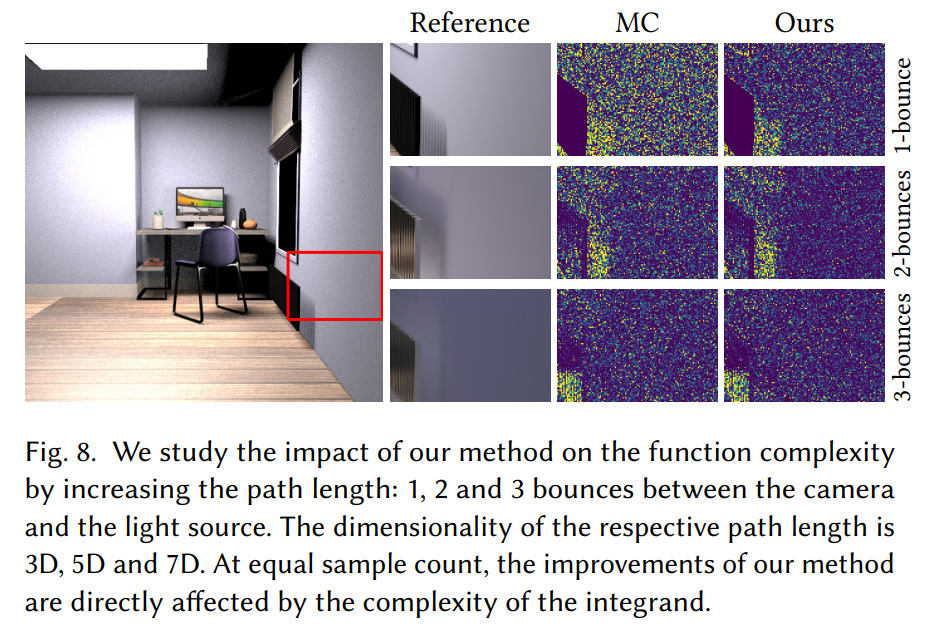 Reference MC Ours
1-bounce
2-bounces
3-bounces
Fig. 8. We study the impact of our method on the function complexity
by increasing the path length: 1, 2 and 3 bounces between the camera
and the light source. The dimensionality of the respective path length is
3D, 5D and 7D. At equal sample count, the improvements of our method
are directly affected by the complexity of the integrand.